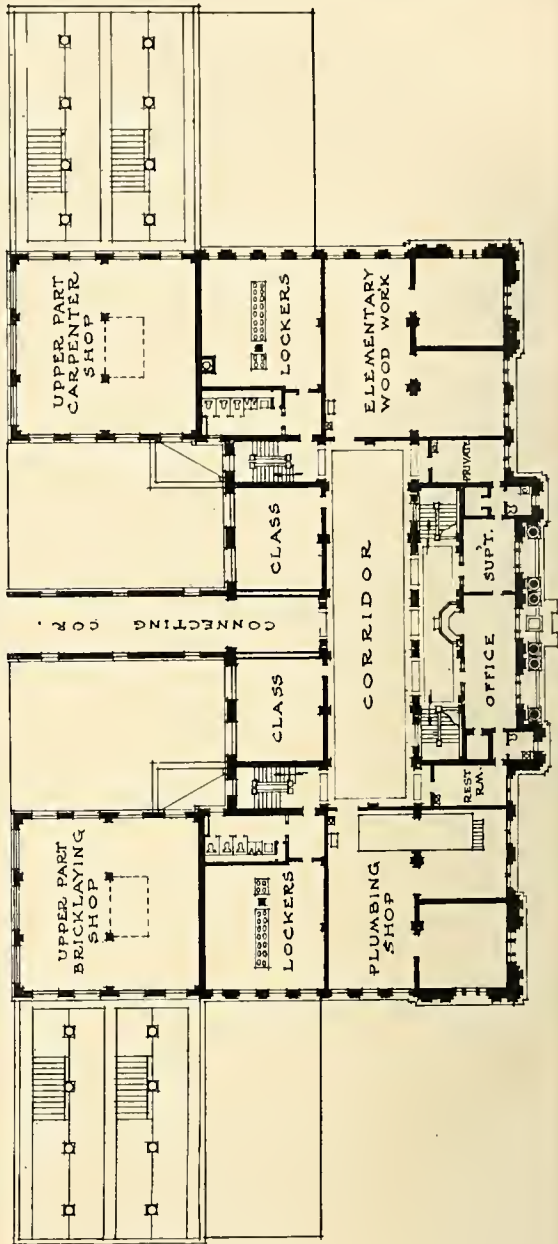 UPPER PART
BRICKLAYING
SHOP
UPPER PART
CARPENTER
SHOP
CONNECTING COR.
LOCKERS
CLASS
CLASS
LOCKERS
CORRIDOR
PLUMBING
SHOP
ELEMENTARY
WOOD WORK
REST
RM.
OFFICE
SUP'T.
PRIVATE